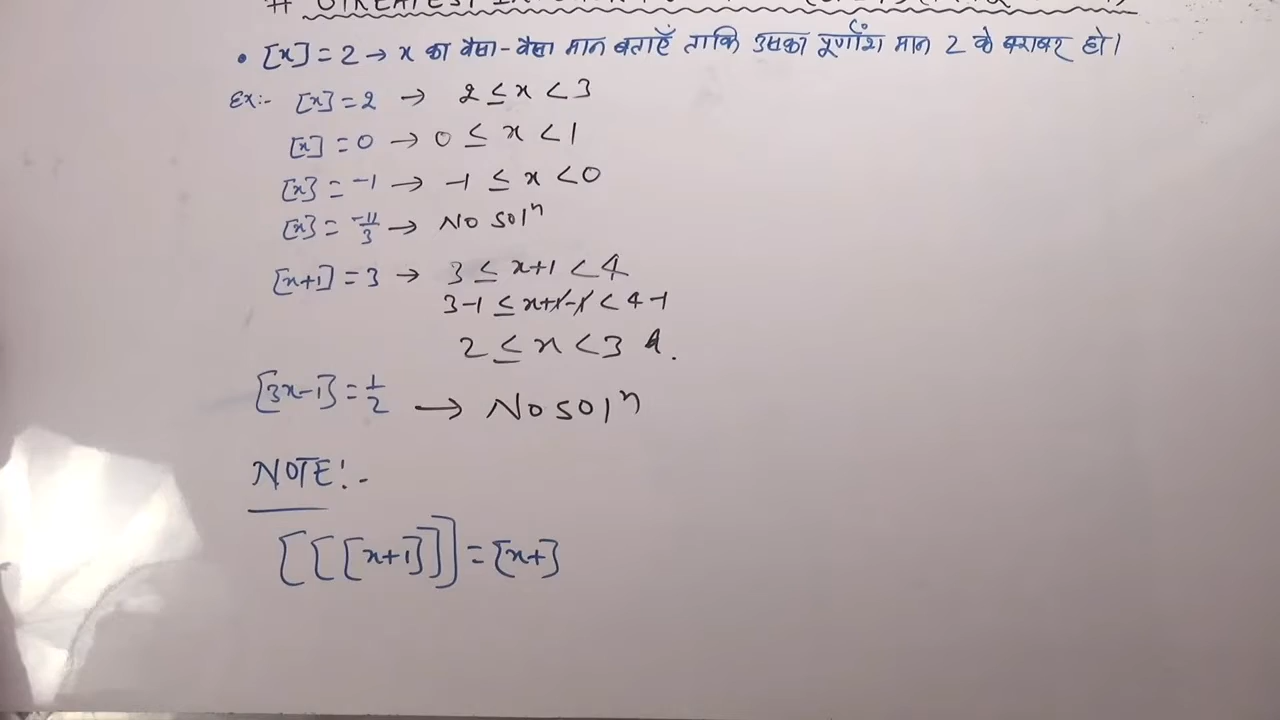 # GREATEST
• [x] = 2 → x का वैसा-वैसा मान बताएँ ताकि उसका पूर्णांश मान 2 के बराबर हो।
Ex:- [x] = 2 → 2 ≤ x < 3
[x] = 0 → 0 ≤ x < 1
[x] = -1 → -1 ≤ x < 0
[x] = -11/3 → No solⁿ
[x+1] = 3 → 3 ≤ x+1 < 4
3-1 ≤ x+1-1 < 4-1
2 ≤ x < 3
[3x-1] = 1/2 → No solⁿ
NOTE:-
[[[x+1]]] = [x+]